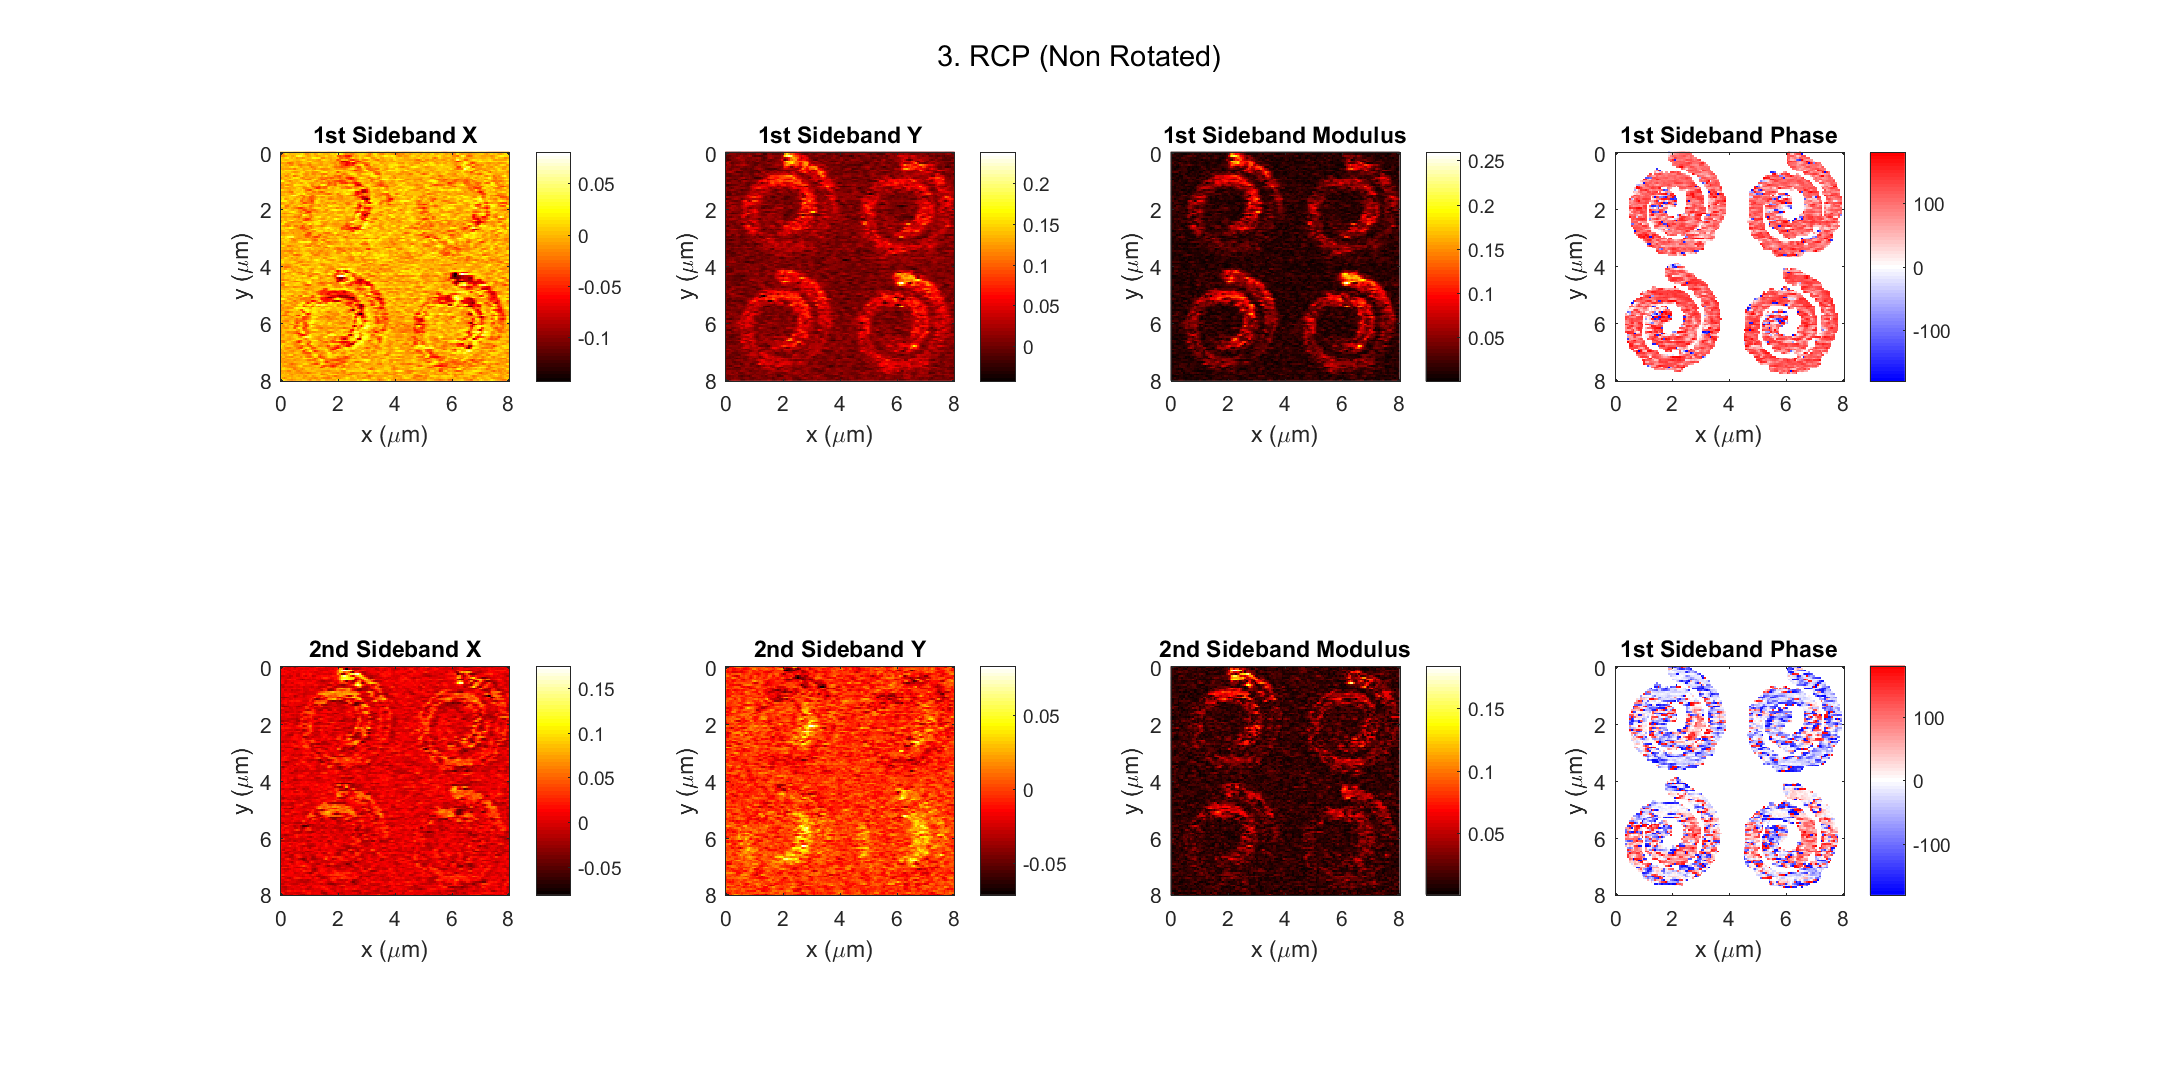 3. RCP (Non Rotated)
1st Sideband X
0
2
4
6
8
y (μm)
0 2 4 6 8
x (μm)
0.05
0
-0.05
-0.1
1st Sideband Y
0
2
4
6
8
y (μm)
0 2 4 6 8
x (μm)
0.2
0.15
0.1
0.05
0
1st Sideband Modulus
0
2
4
6
8
y (μm)
0 2 4 6 8
x (μm)
0.25
0.2
0.15
0.1
0.05
1st Sideband Phase
0
2
4
6
8
y (μm)
0 2 4 6 8
x (μm)
100
0
-100
2nd Sideband X
0
2
4
6
8
y (μm)
0 2 4 6 8
x (μm)
0.15
0.1
0.05
0
-0.05
2nd Sideband Y
0
2
4
6
8
y (μm)
0 2 4 6 8
x (μm)
0.05
0
-0.05
2nd Sideband Modulus
0
2
4
6
8
y (μm)
0 2 4 6 8
x (μm)
0.15
0.1
0.05
1st Sideband Phase
0
2
4
6
8
y (μm)
0 2 4 6 8
x (μm)
100
0
-100